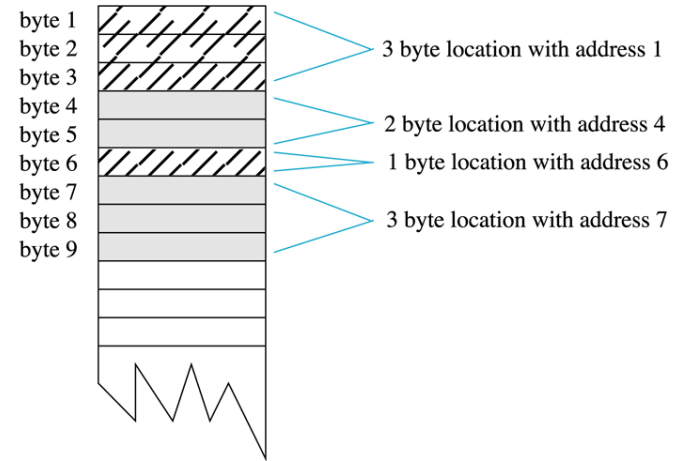 byte 1
byte 2
3 byte location with address 1
byte 3
byte 4
2 byte location with address 4
byte 5
byte 6
1 byte location with address 6
byte 7
byte 8
3 byte location with address 7
byte 9